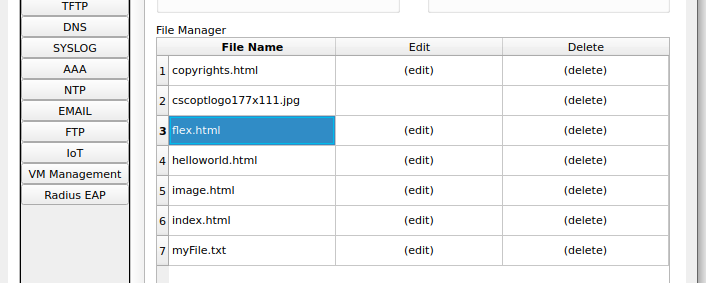 TFTP
DNS
SYSLOG
AAA
NTP
EMAIL
FTP
IoT
VM Management
Radius EAP
File Manager
File Name Edit Delete
1 copyrights.html (edit) (delete)
2 cscoptlogo177x111.jpg (delete)
3 flex.html (edit) (delete)
4 helloworld.html (edit) (delete)
5 image.html (edit) (delete)
6 index.html (edit) (delete)
7 myFile.txt (edit) (delete)